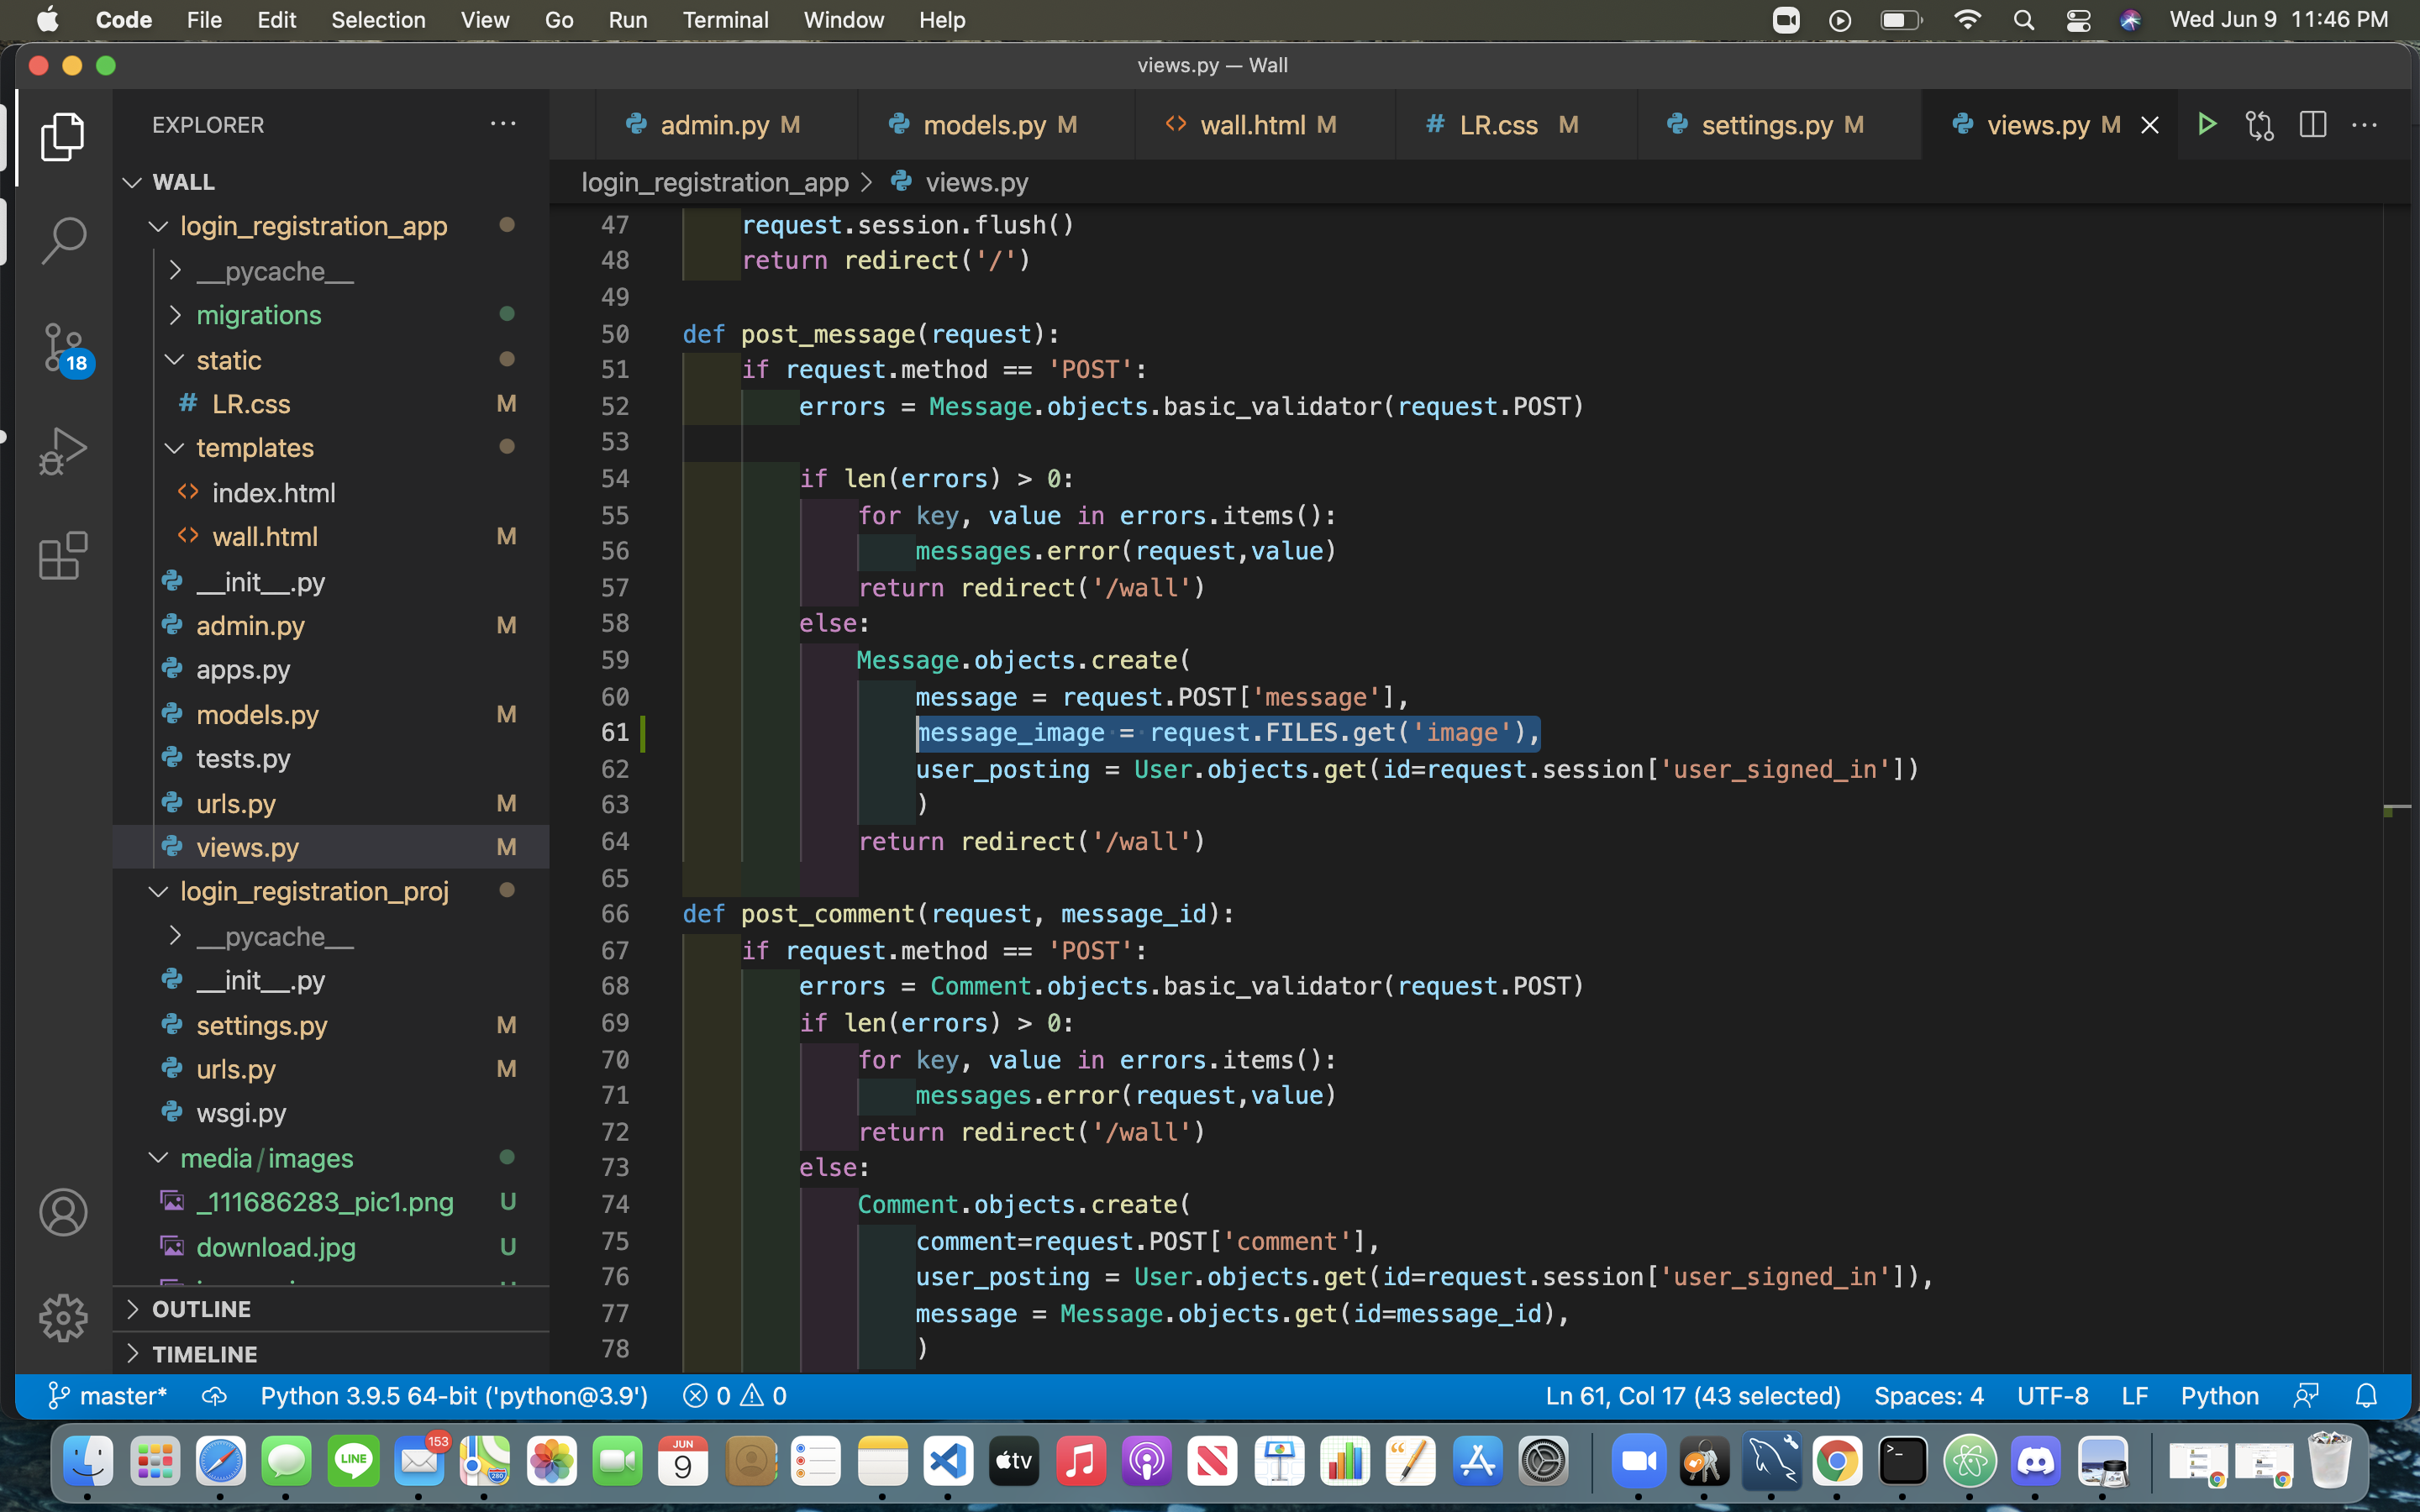 Code File Edit Selection View Go Run Terminal Window Help Wed Jun 9 11:46 PM
views.py — Wall
EXPLORER
admin.py M models.py M wall.html M # LR.css M settings.py M views.py M
login_registration_app > views.py
WALL
login_registration_app
__pycache__
migrations
static
# LR.css M
templates
index.html
wall.html M
__init__.py
admin.py M
apps.py
models.py M
tests.py
urls.py M
views.py M
login_registration_proj
__pycache__
__init__.py
settings.py M
urls.py M
wsgi.py
media/images
_111686283_pic1.png U
download.jpg U
OUTLINE
TIMELINE
18
47 request.session.flush()
48 return redirect('/')
49
50 def post_message(request):
51 if request.method == 'POST':
52 errors = Message.objects.basic_validator(request.POST)
53
54 if len(errors) > 0:
55 for key, value in errors.items():
56 messages.error(request,value)
57 return redirect('/wall')
58 else:
59 Message.objects.create(
60 message = request.POST['message'],
61 message_image = request.FILES.get('image'),
62 user_posting = User.objects.get(id=request.session['user_signed_in'])
63 )
64 return redirect('/wall')
65
66 def post_comment(request, message_id):
67 if request.method == 'POST':
68 errors = Comment.objects.basic_validator(request.POST)
69 if len(errors) > 0:
70 for key, value in errors.items():
71 messages.error(request,value)
72 return redirect('/wall')
73 else:
74 Comment.objects.create(
75 comment=request.POST['comment'],
76 user_posting = User.objects.get(id=request.session['user_signed_in']),
77 message = Message.objects.get(id=message_id),
78 )
master* Python 3.9.5 64-bit ('python@3.9') 0 0 Ln 61, Col 17 (43 selected) Spaces: 4 UTF-8 LF Python
LINE 153 280 JUN 9 tv